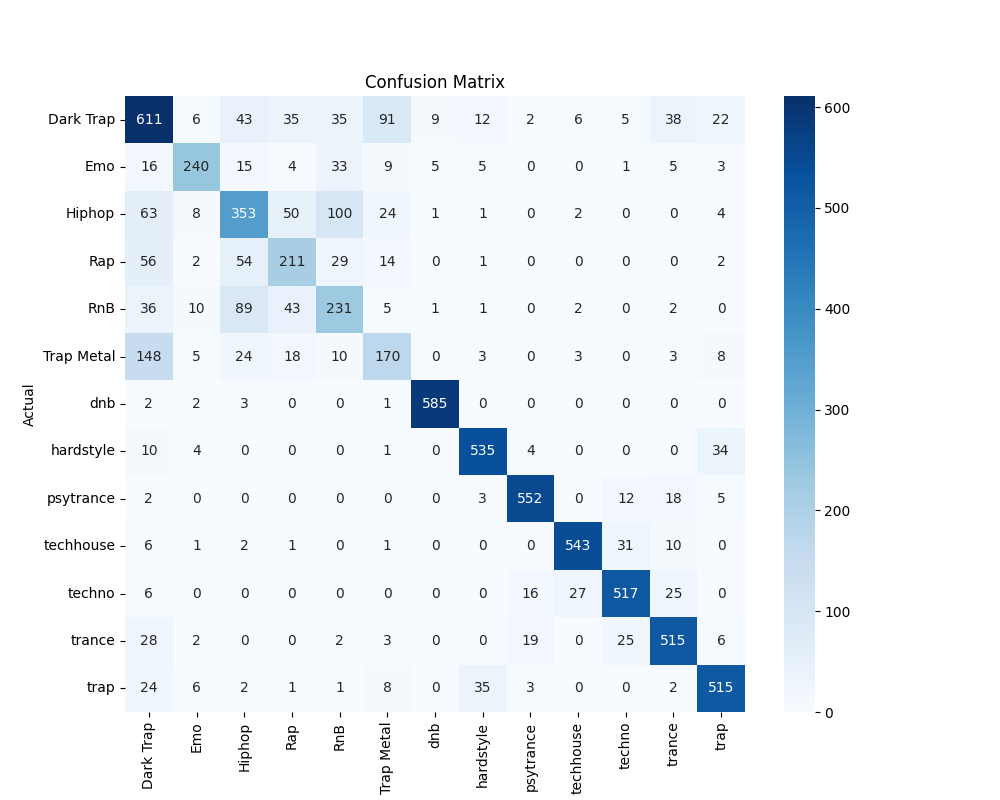 Confusion Matrix
Dark Trap 611 6 43 35 35 91 9 12 2 6 5 38 22
Emo 16 240 15 4 33 9 5 5 0 0 1 5 3
Hiphop 63 8 353 50 100 24 1 1 0 2 0 0 4
Rap 56 2 54 211 29 14 0 1 0 0 0 0 2
RnB 36 10 89 43 231 5 1 1 0 2 0 2 0
Trap Metal 148 5 24 18 10 170 0 3 0 3 0 3 8
dnb 2 2 3 0 0 1 585 0 0 0 0 0 0
hardstyle 10 4 0 0 0 1 0 535 4 0 0 0 34
psytrance 2 0 0 0 0 0 0 3 552 0 12 18 5
techhouse 6 1 2 1 0 1 0 0 0 543 31 10 0
techno 6 0 0 0 0 0 0 0 16 27 517 25 0
trance 28 2 0 0 2 3 0 0 19 0 25 515 6
trap 24 6 2 1 1 8 0 35 3 0 0 2 515
Actual
Dark Trap Emo Hiphop Rap RnB Trap Metal dnb hardstyle psytrance techhouse techno trance trap
600
500
400
300
200
100
0